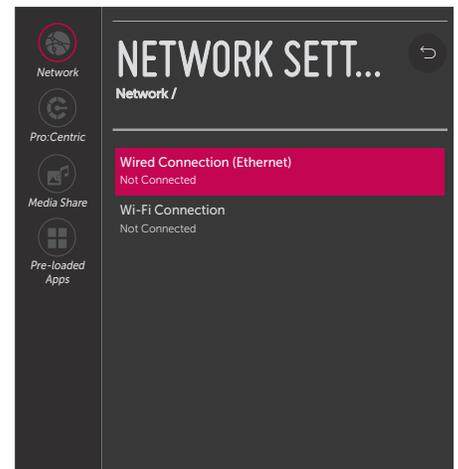 Network
Pro:Centric
Media Share
Pre-loaded
Apps
NETWORK SETT...
Network /
Wired Connection (Ethernet)
Not Connected
Wi-Fi Connection
Not Connected